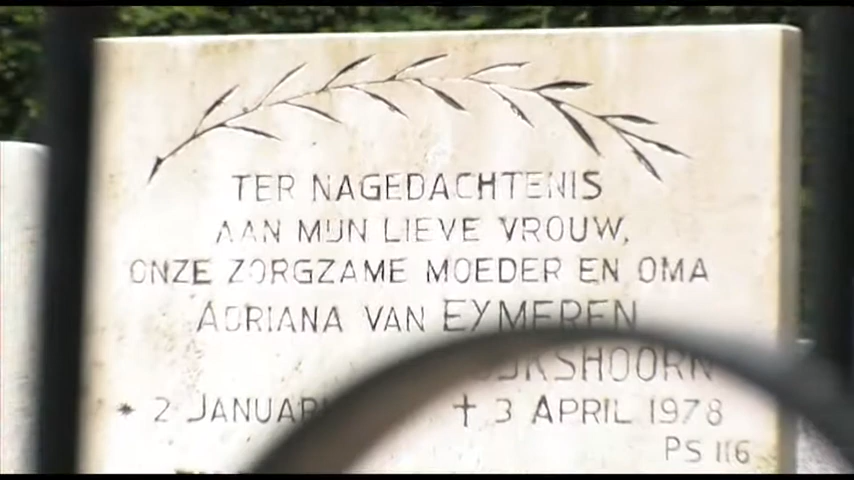 TER NAGEDACHTENIS
AAN MIJN LIEVE VROUW,
ONZE ZORGZAME MOEDER EN OMA
ADRIANA VAN EYMEREN
* 2 JANUARI † 3 APRIL 1978
PS 116